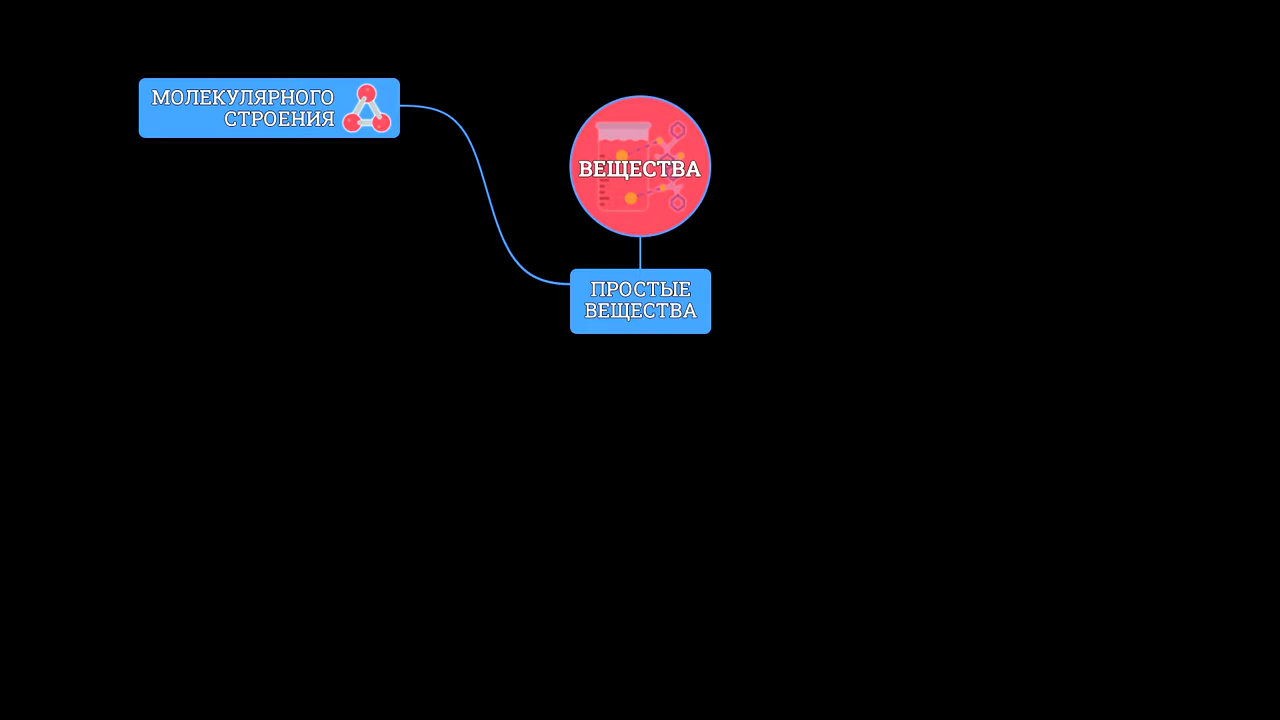 МОЛЕКУЛЯРНОГО
СТРОЕНИЯ
ВЕЩЕСТВА
ПРОСТЫЕ
ВЕЩЕСТВА